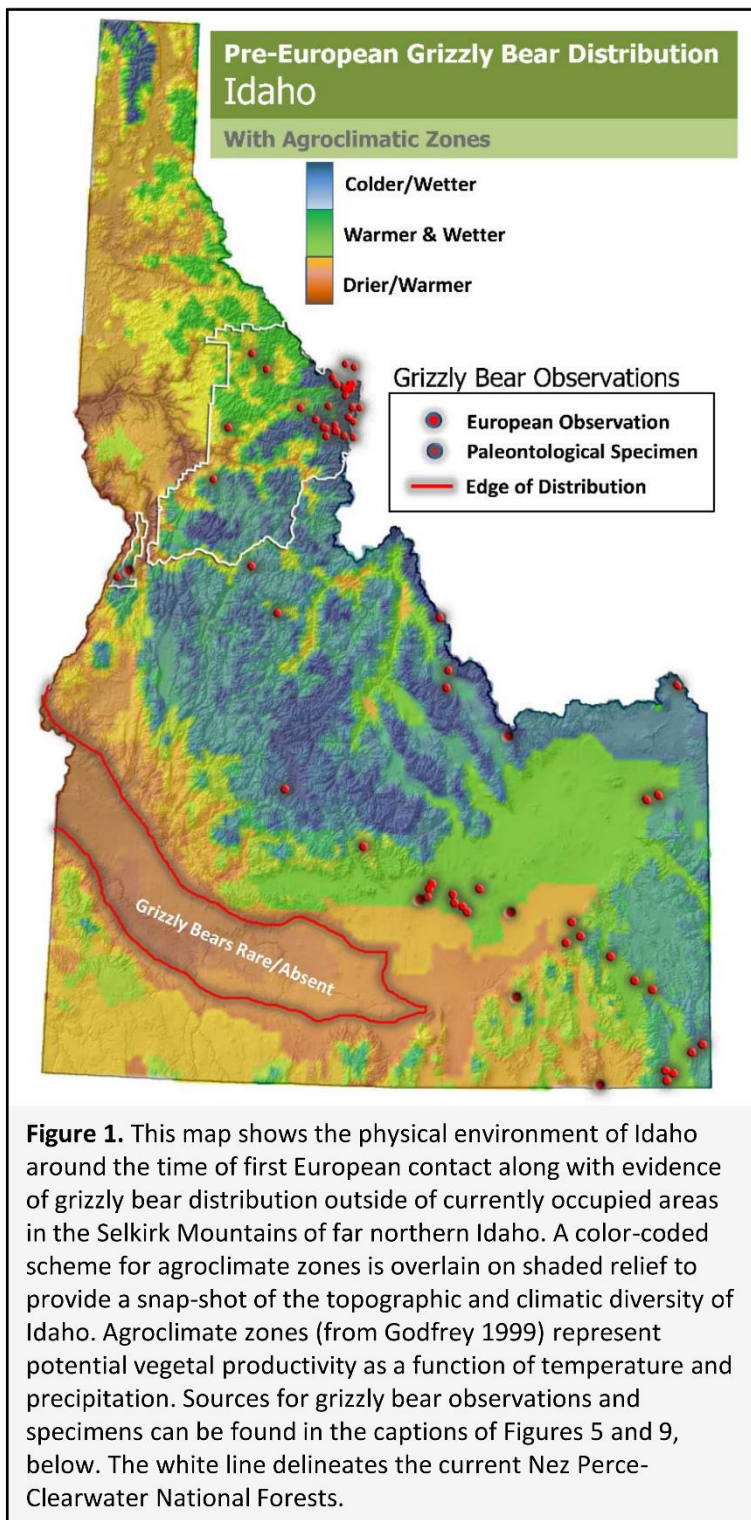 Pre-European Grizzly Bear Distribution
Idaho
With Agroclimatic Zones
Colder/Wetter
Warmer & Wetter
Drier/Warmer
Grizzly Bear Observations
European Observation
Paleontological Specimen
Edge of Distribution
Grizzly Bears Rare/Absent
Figure 1. This map shows the physical environment of Idaho
around the time of first European contact along with evidence
of grizzly bear distribution outside of currently occupied areas
in the Selkirk Mountains of far northern Idaho. A color-coded
scheme for agroclimate zones is overlain on shaded relief to
provide a snap-shot of the topographic and climatic diversity of
Idaho. Agroclimate zones (from Godfrey 1999) represent
potential vegetal productivity as a function of temperature and
precipitation. Sources for grizzly bear observations and
specimens can be found in the captions of Figures 5 and 9,
below. The white line delineates the current Nez Perce-
Clearwater National Forests.